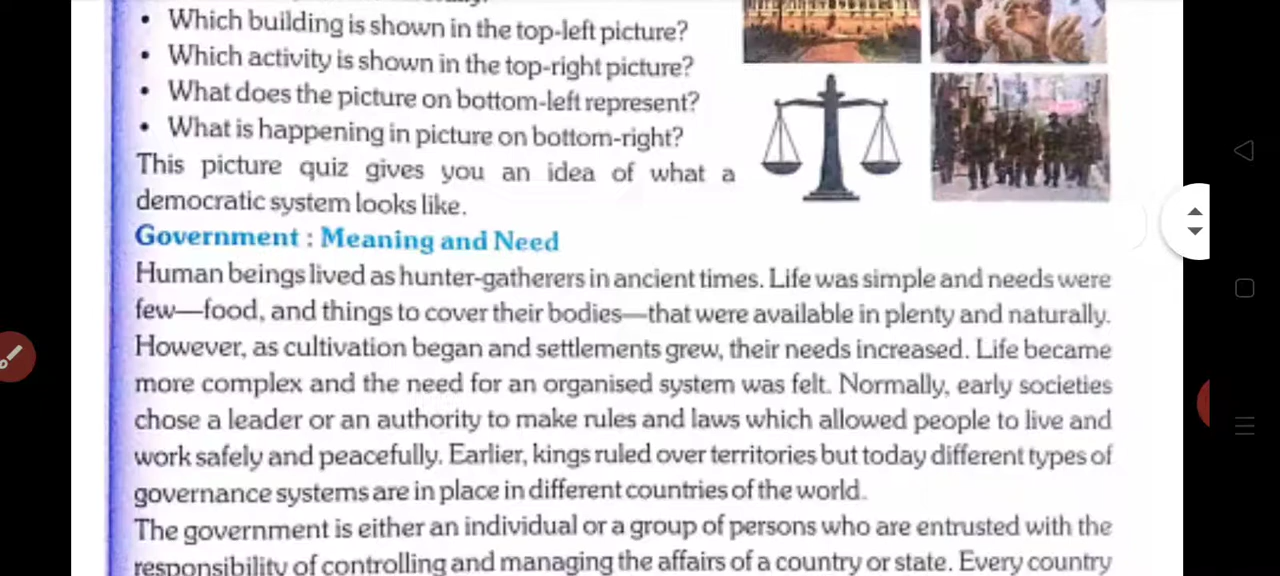 • Which building is shown in the top-left picture?
• Which activity is shown in the top-right picture?
• What does the picture on bottom-left represent?
• What is happening in picture on bottom-right?
This picture quiz gives you an idea of what a
democratic system looks like.
Government : Meaning and Need
Human beings lived as hunter-gatherers in ancient times. Life was simple and needs were
few—food, and things to cover their bodies—that were available in plenty and naturally.
However, as cultivation began and settlements grew, their needs increased. Life became
more complex and the need for an organised system was felt. Normally, early societies
chose a leader or an authority to make rules and laws which allowed people to live and
work safely and peacefully. Earlier, kings ruled over territories but today different types of
governance systems are in place in different countries of the world.
The government is either an individual or a group of persons who are entrusted with the
responsibility of controlling and managing the affairs of a country or state. Every country